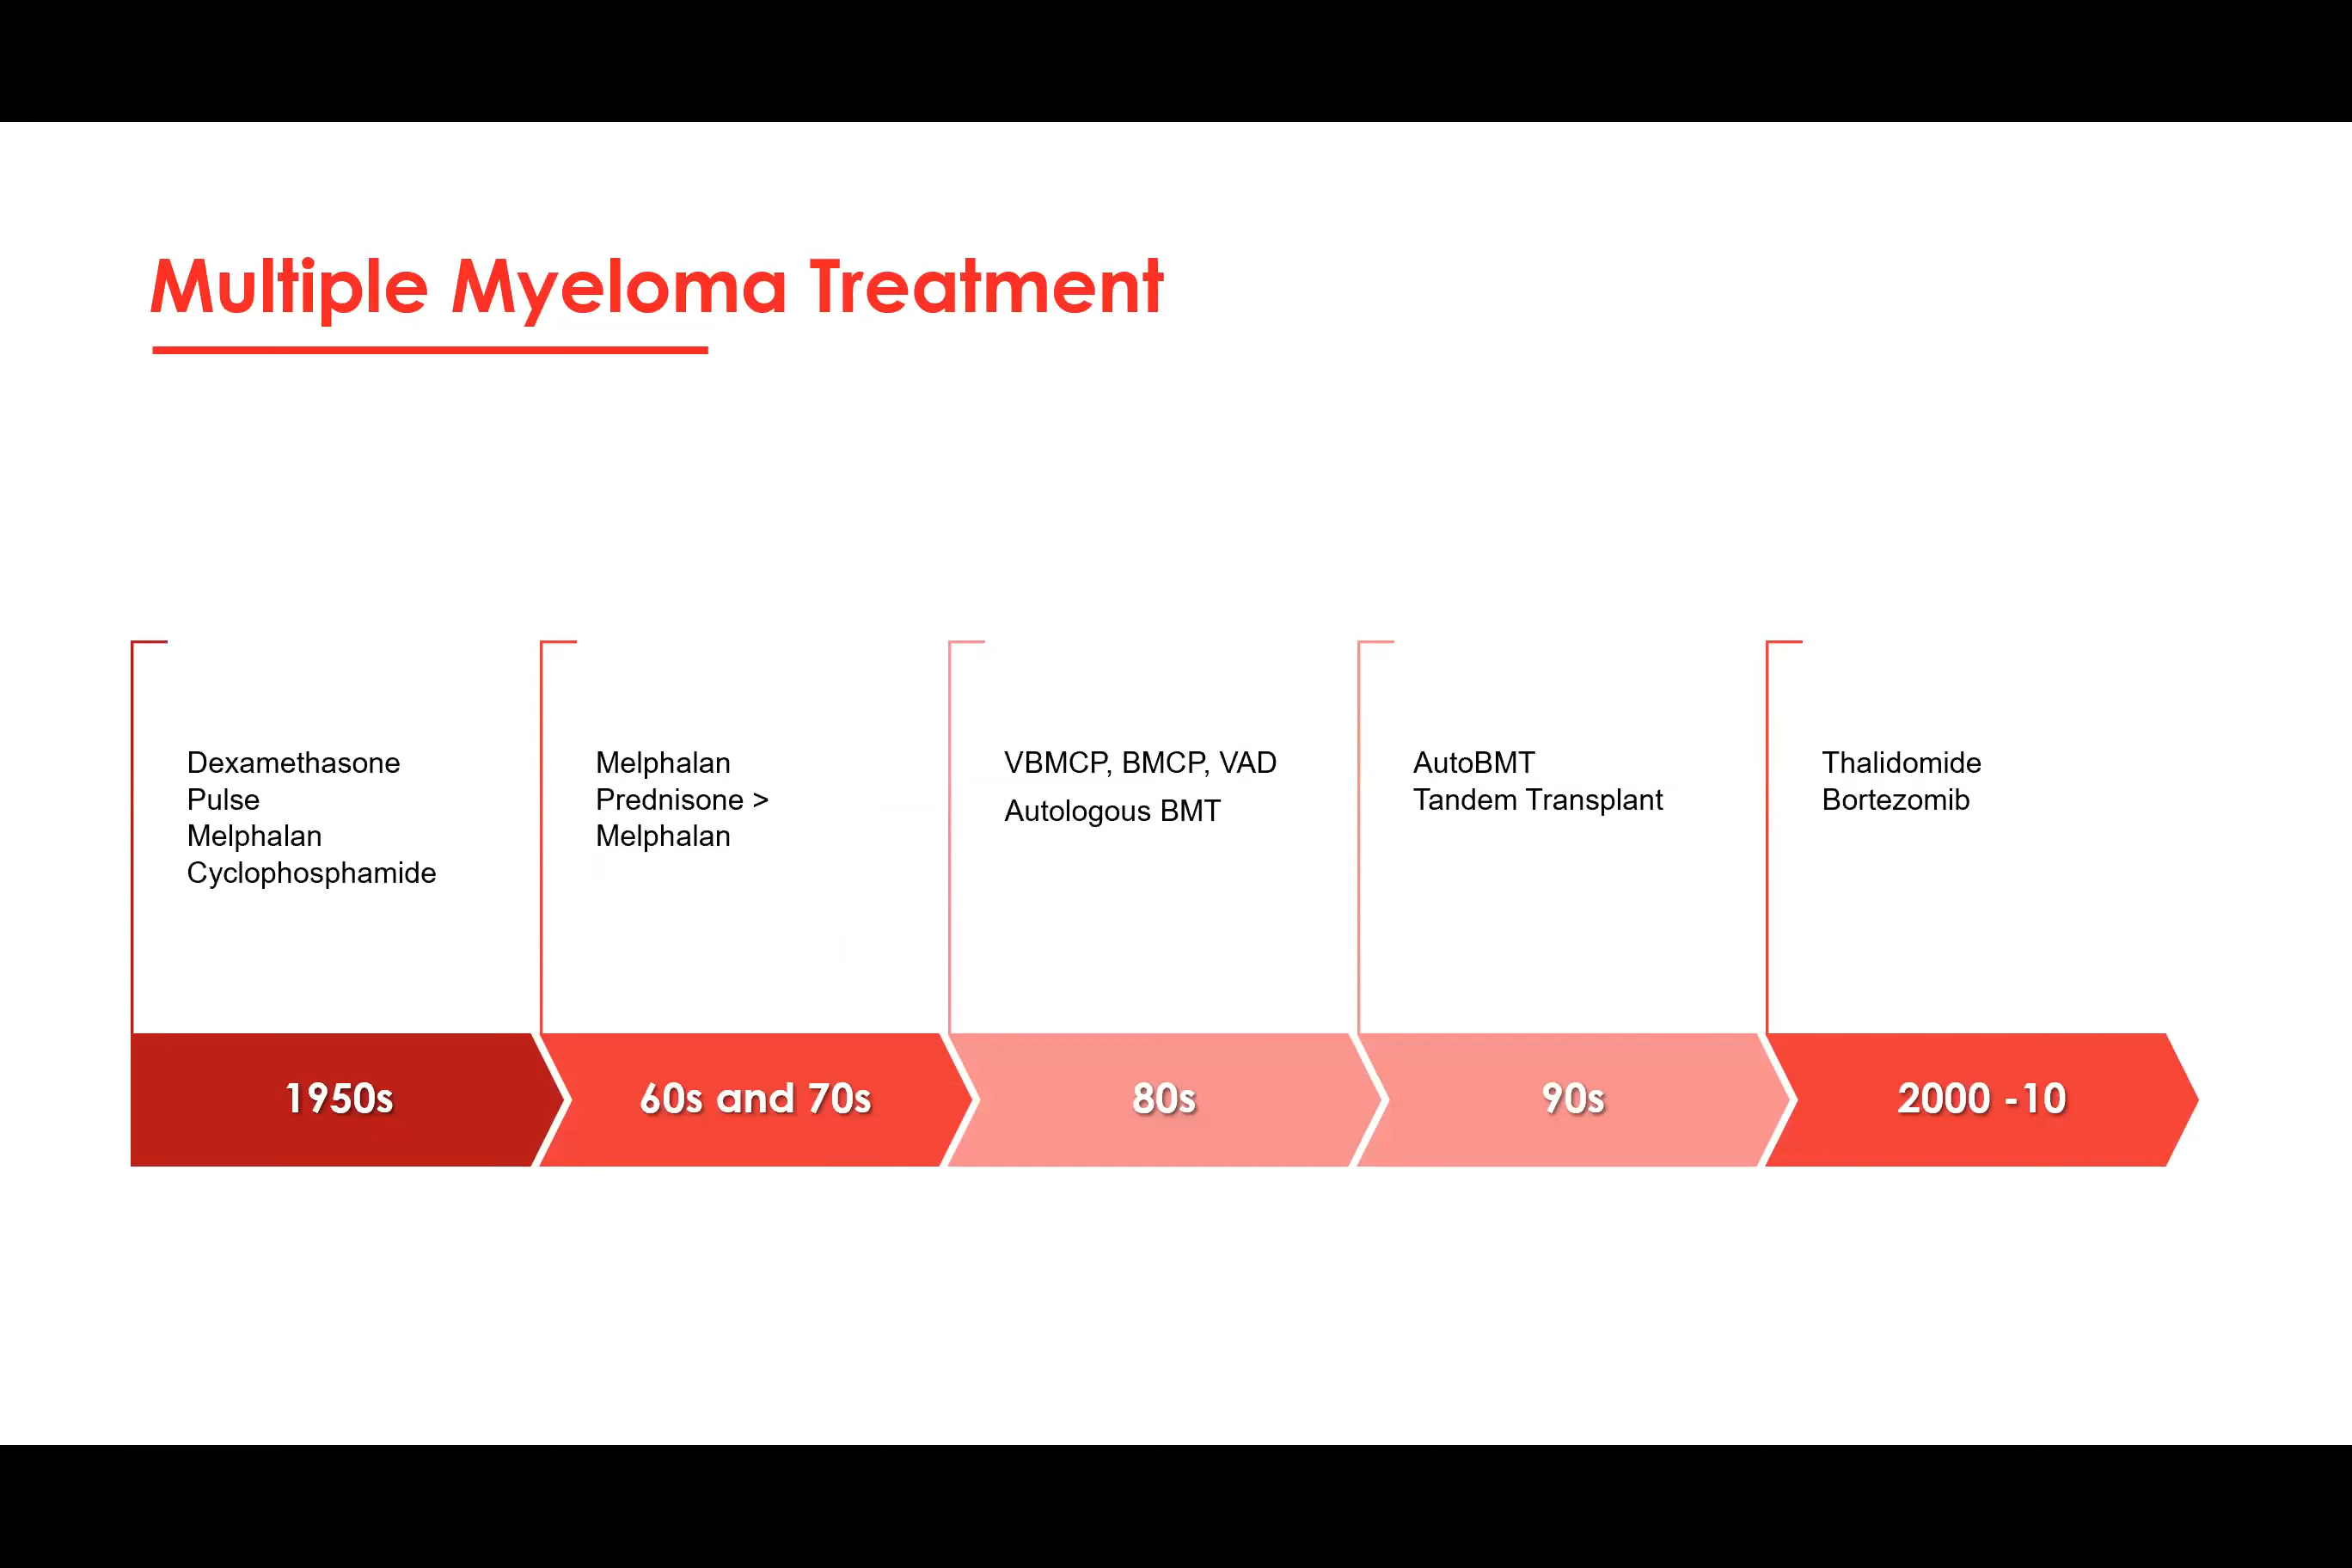 Multiple Myeloma Treatment
Dexamethasone
Pulse
Melphalan
Cyclophosphamide
Melphalan
Prednisone >
Melphalan
VBMCP, BMCP, VAD
Autologous BMT
AutoBMT
Tandem Transplant
Thalidomide
Bortezomib
1950s
60s and 70s
80s
90s
2000 -10